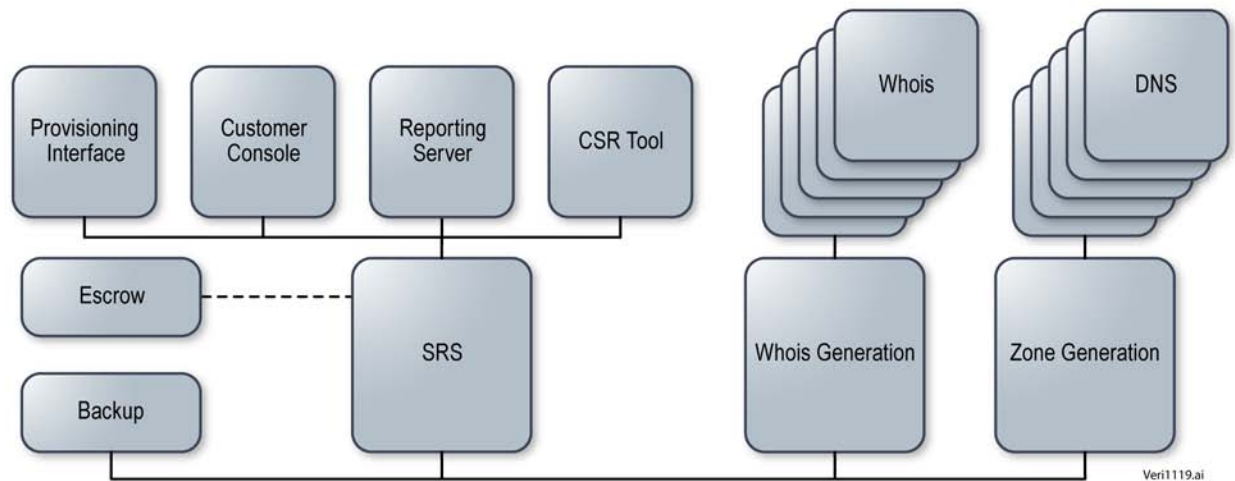 Provisioning
Interface
Customer
Console
Reporting
Server
CSR Tool
Whois
DNS
Escrow
SRS
Whois Generation
Zone Generation
Backup
Veri1119.ai